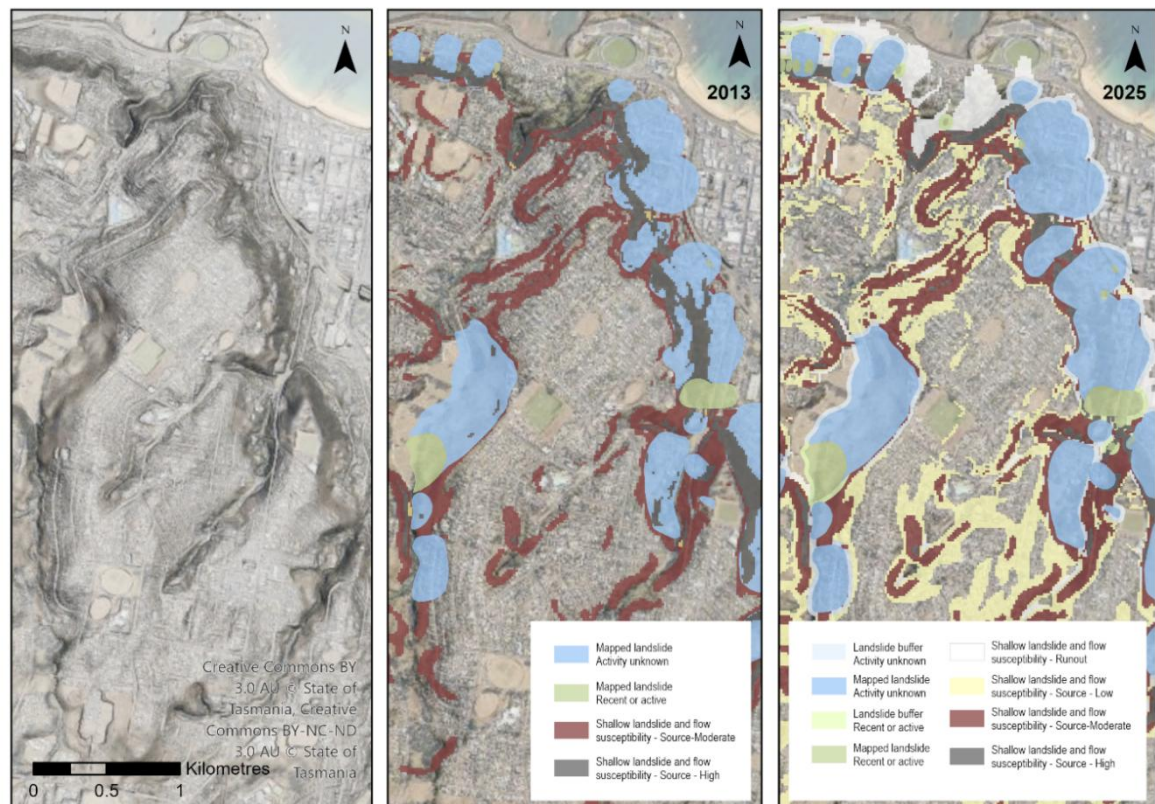 N
2013
N
2025
Creative Commons BY
3.0 AU © State of
Tasmania, Creative
Commons BY-NC-ND
3.0 AU © State of
Tasmania
Kilometres
0 0.5 1
Mapped landslide
Activity unknown
Mapped landslide
Recent or active
Shallow landslide and flow
susceptibility - Source-Moderate
Shallow landslide and flow
susceptibility - Source - High
Landslide buffer
Activity unknown
Mapped landslide
Activity unknown
Landslide buffer
Recent or active
Mapped landslide
Recent or active
Shallow landslide and flow
susceptibility - Runout
Shallow landslide and flow
susceptibility - Source - Low
Shallow landslide and flow
susceptibility - Source-Moderate
Shallow landslide and flow
susceptibility - Source - High